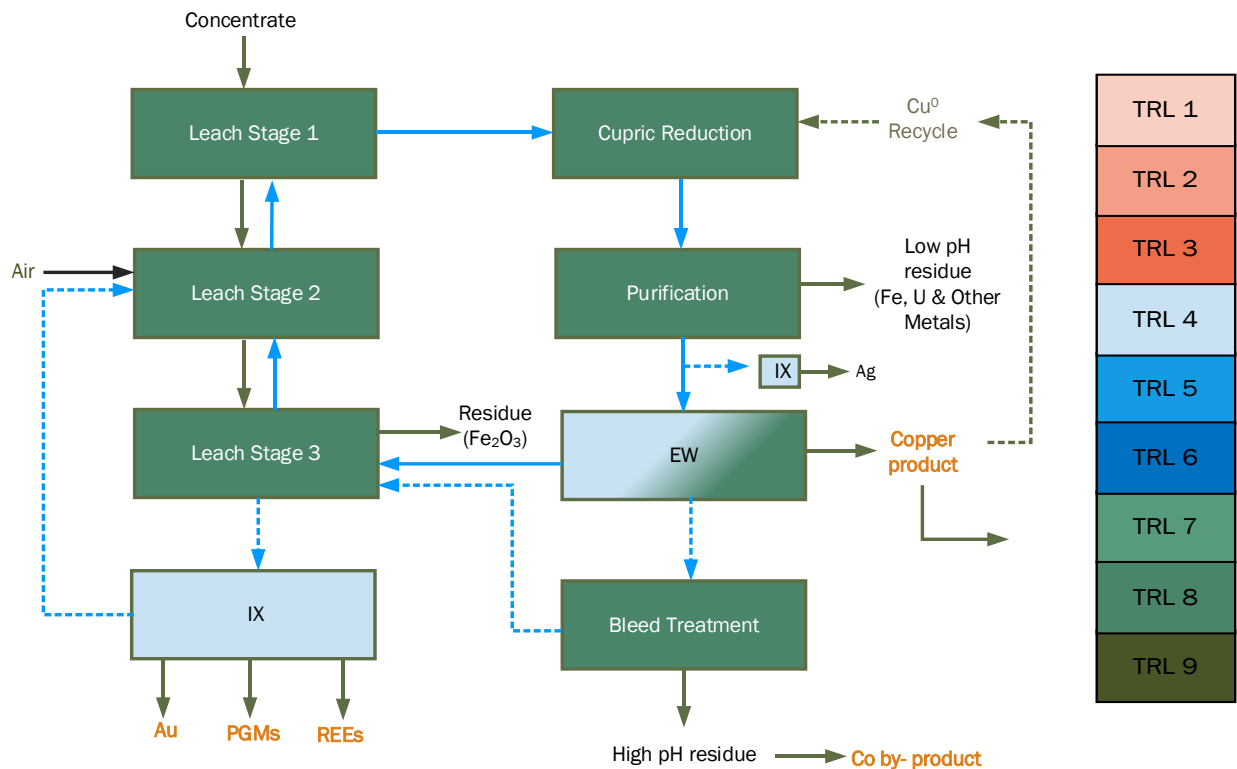 Concentrate
Leach Stage 1
Cupric Reduction
Cu⁰
Recycle
Air
Leach Stage 2
Purification
Low pH
residue
(Fe, U & Other
Metals)
IX
Ag
Leach Stage 3
Residue
(Fe₂O₃)
EW
Copper
product
IX
Bleed Treatment
Au
PGMs
REEs
High pH residue
Co by- product
TRL 1
TRL 2
TRL 3
TRL 4
TRL 5
TRL 6
TRL 7
TRL 8
TRL 9